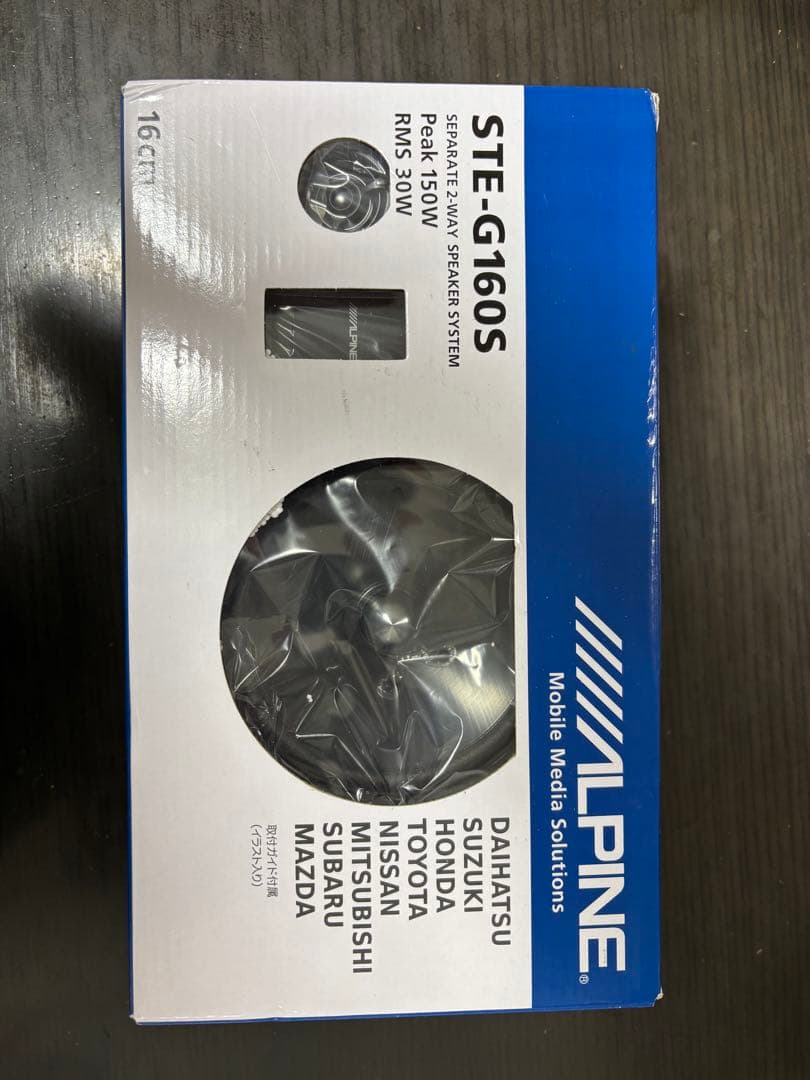 ALPINE®
Mobile Media Solutions
STE-G160S
SEPARATE 2-WAY SPEAKER SYSTEM
Peak 150W
RMS 30W
ALPINE
DAIHATSU
SUZUKI
HONDA
TOYOTA
NISSAN
MITSUBISHI
SUBARU
MAZDA
取付ガイド付属
(イラスト入り)
16cm